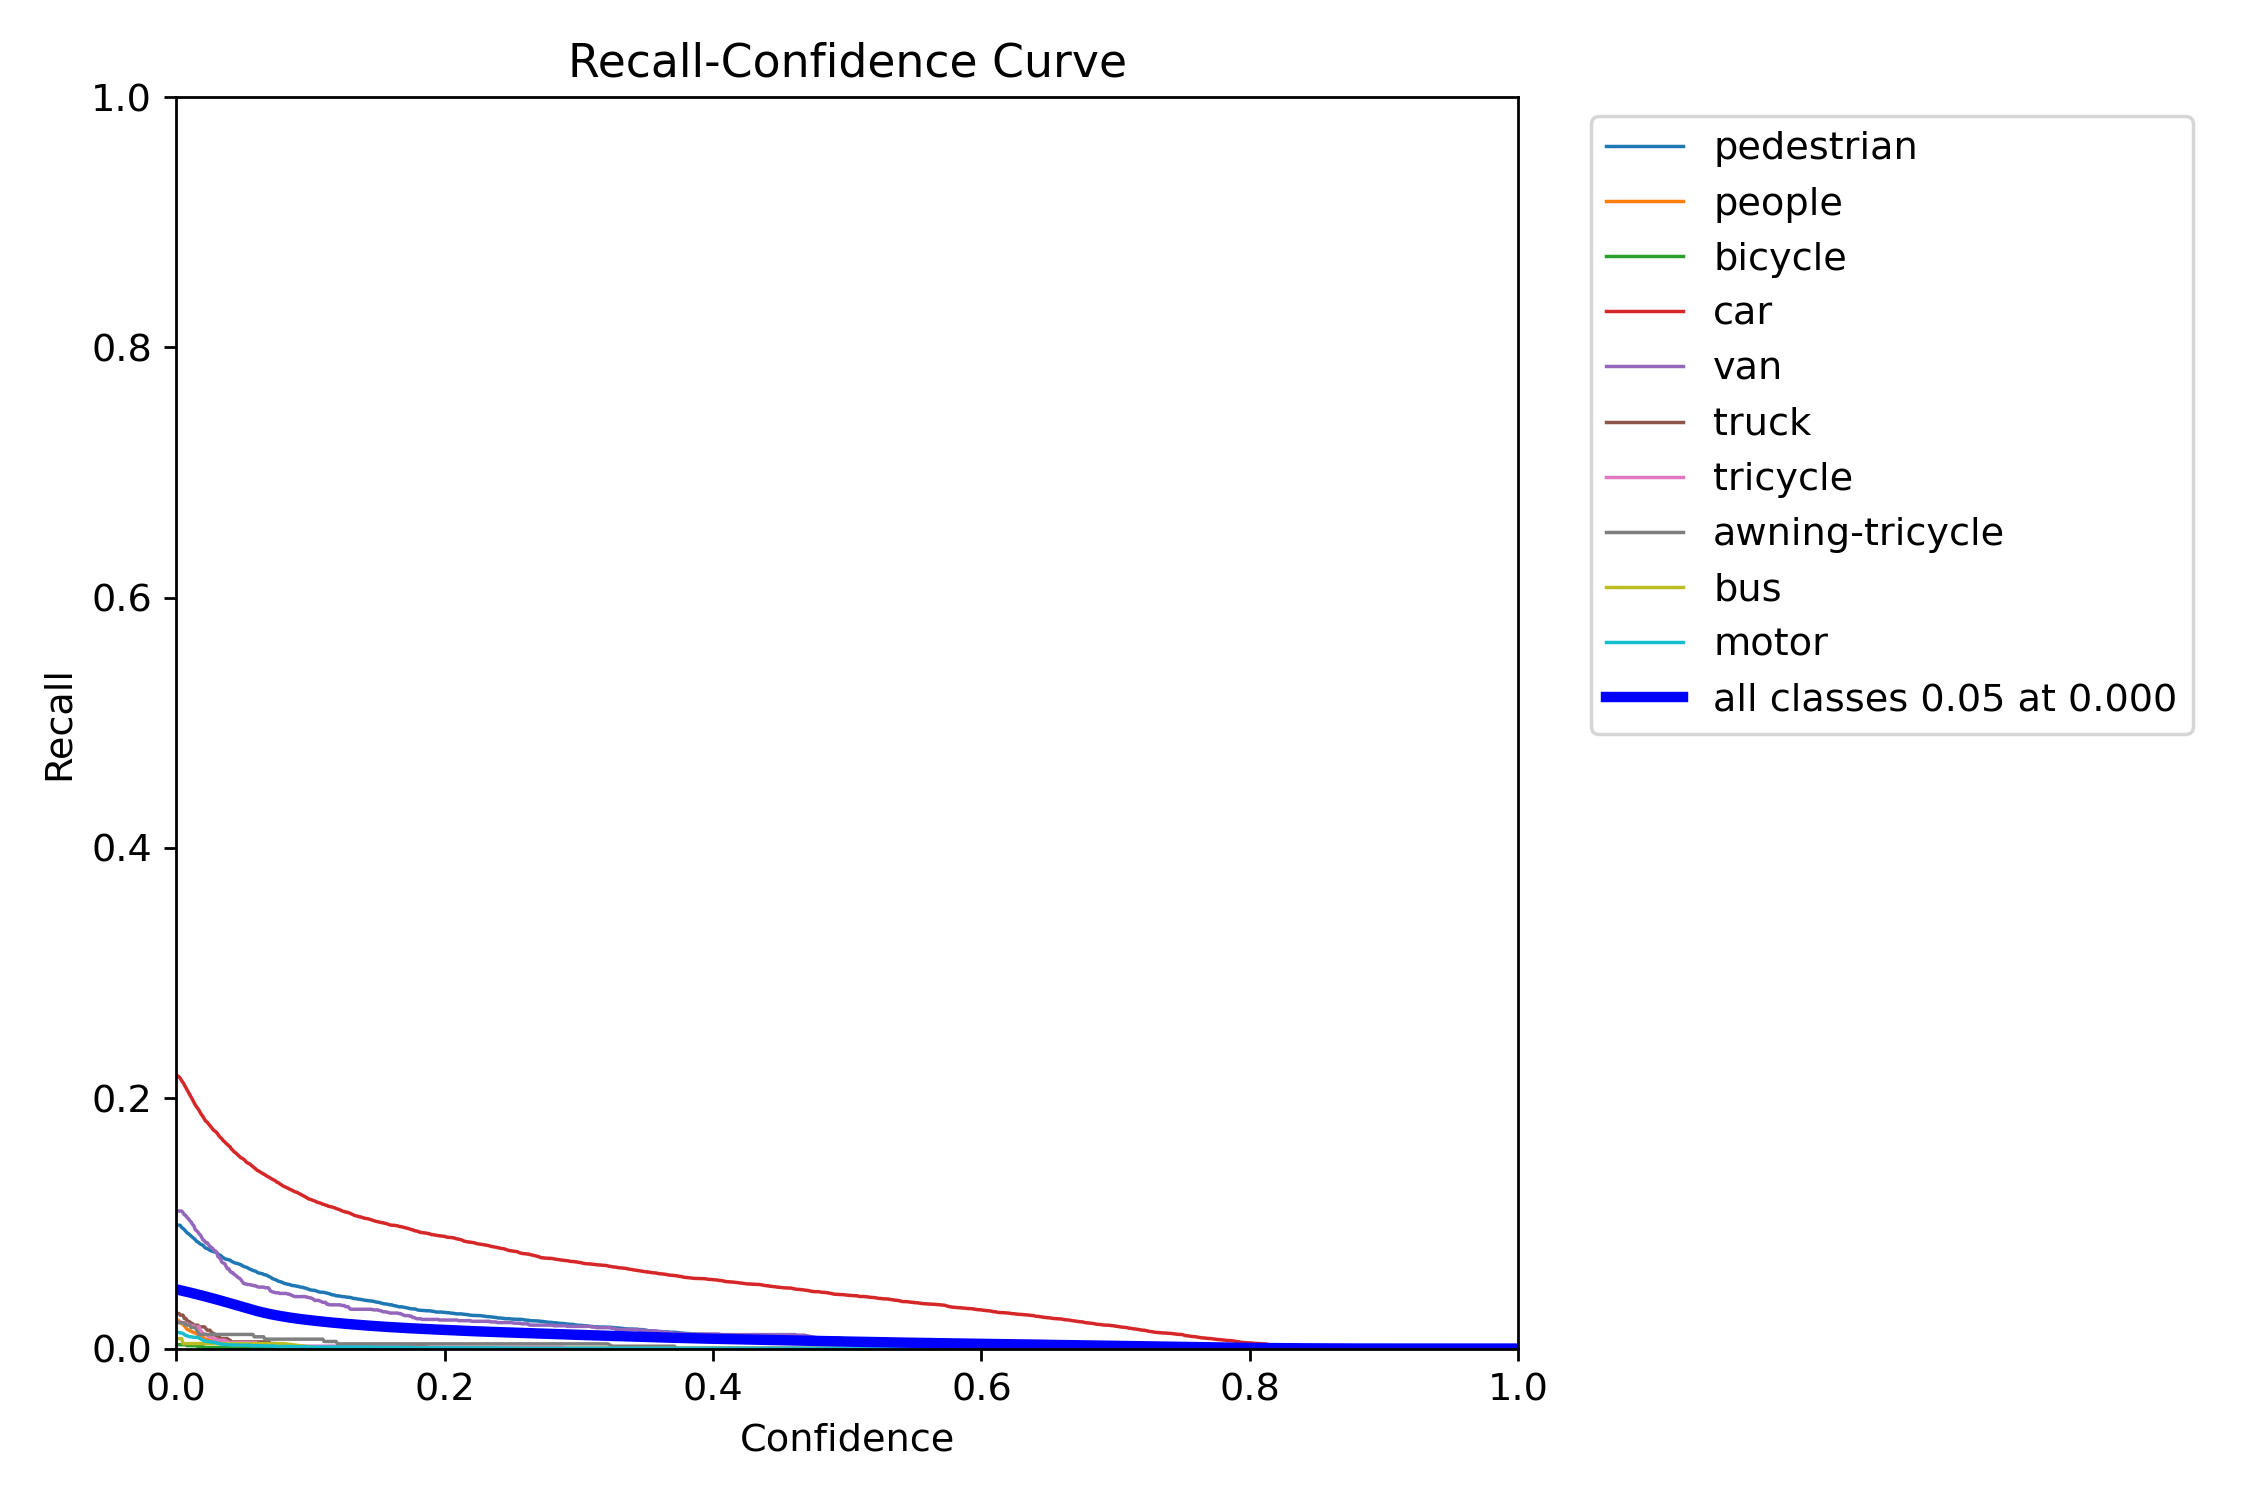 Recall-Confidence Curve
1.0
0.8
0.6
0.4
0.2
0.0
Recall
0.0 0.2 0.4 0.6 0.8 1.0
Confidence
pedestrian
people
bicycle
car
van
truck
tricycle
awning-tricycle
bus
motor
all classes 0.05 at 0.000